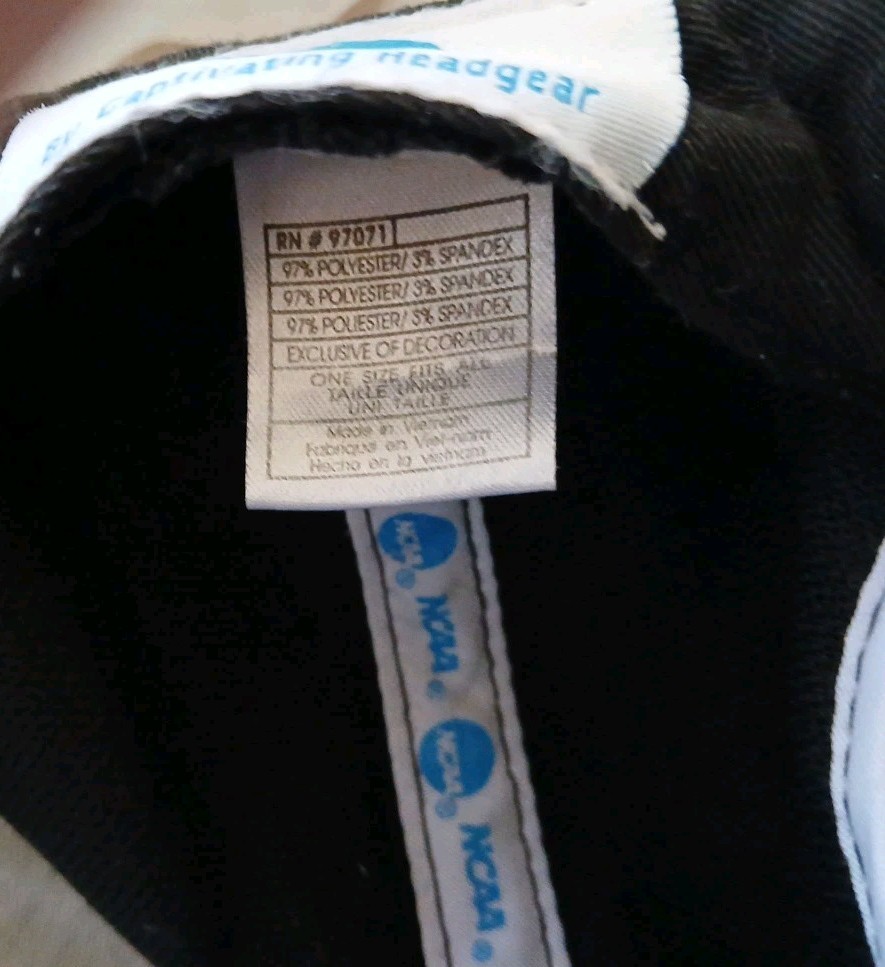 By Captivating Headgear
RN # 97071
97% POLYESTER/ 3% SPANDEX
97% POLYESTER/ 3% SPANDEX
97% POLIESTER/ 3% SPANDEX
EXCLUSIVE OF DECORATION
ONE SIZE FITS ALL
TAILLE UNIQUE
UNI TAILLE
Made in Vietnam
Fabriqué en Viet-nam
Hecho en la vietnam
NCAA®
NCAA®
NCAA®
NCAA®